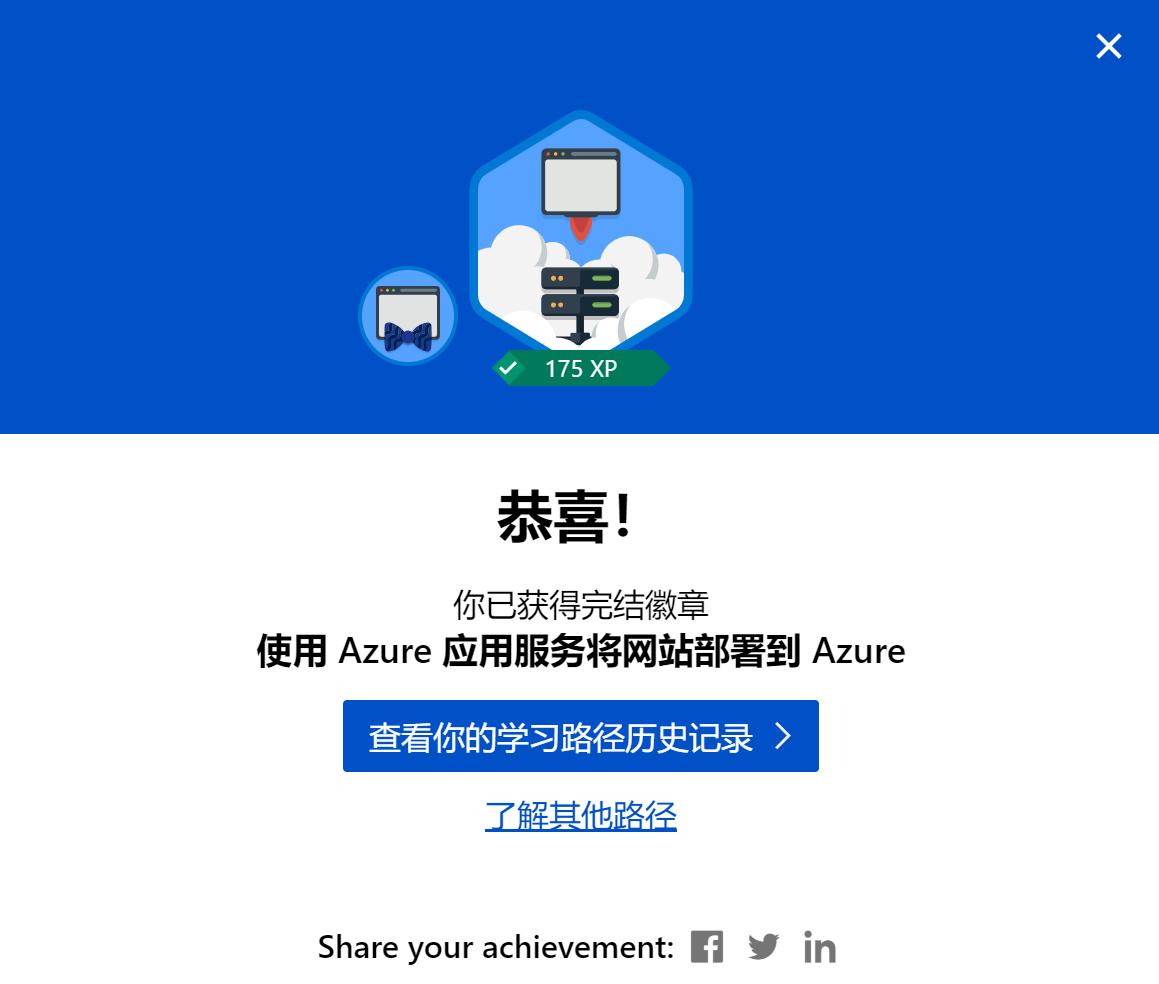 175 XP
恭喜！
你已获得完结徽章
使用 Azure 应用服务将网站部署到 Azure
查看你的学习路径历史记录
了解其他路径
Share your achievement: